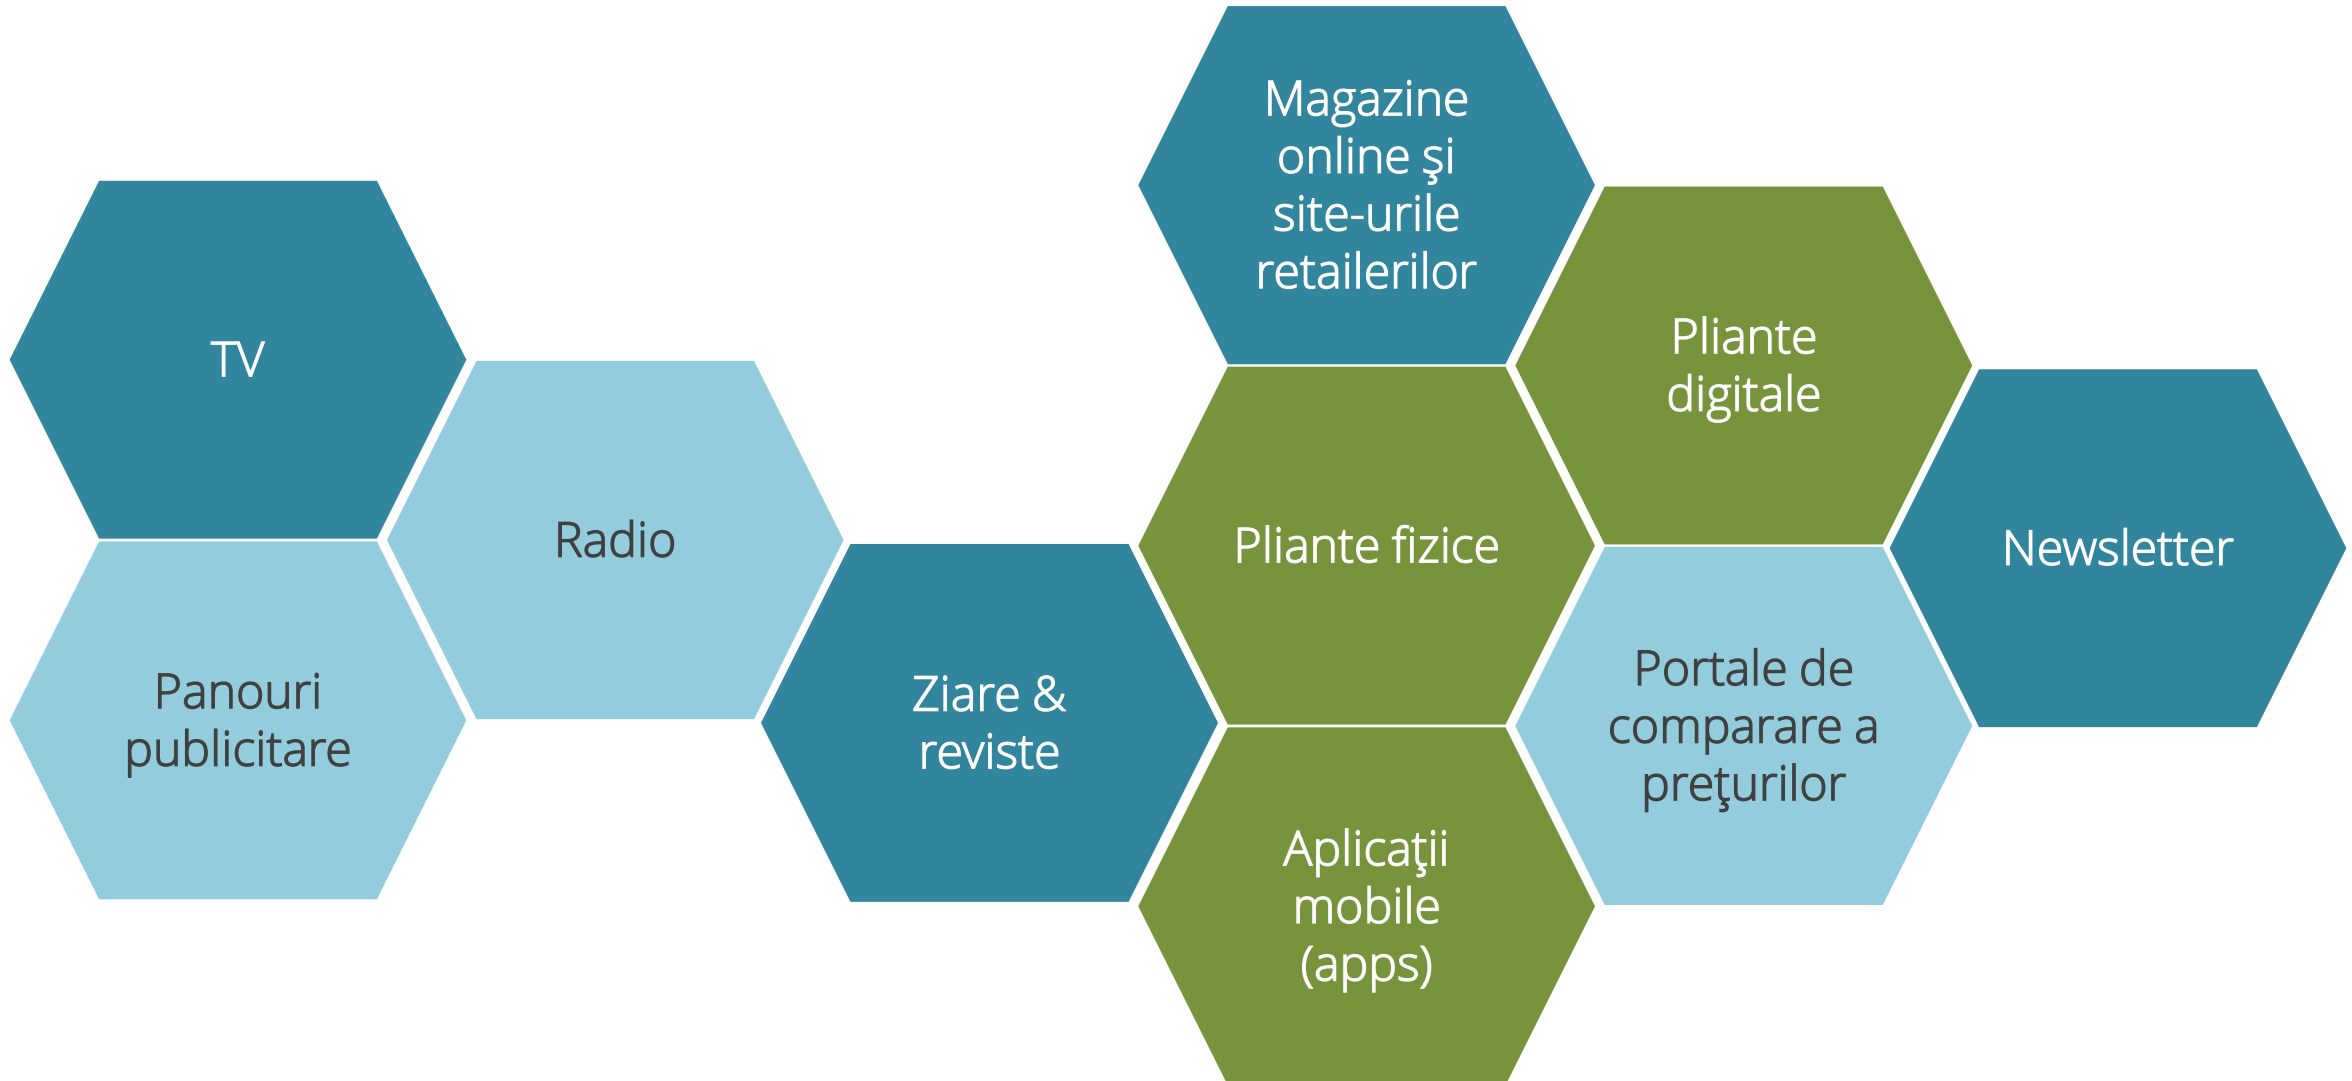 TV
Panouri
publicitare
Radio
Ziare &
reviste
Magazine
online şi
site-urile
retailerilor
Pliante fizice
Aplicaţii
mobile
(apps)
Pliante
digitale
Portale de
comparare a
preţurilor
Newsletter